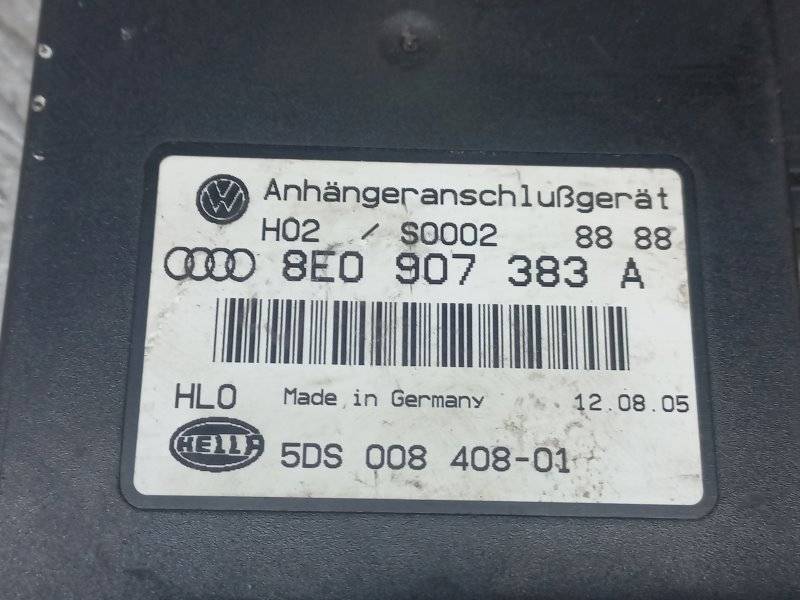 Anhängeranschlußgerät
H02 / S0002 88 88
8E0 907 383 A
HLO Made in Germany 12.08.05
HELLA 5DS 008 408-01